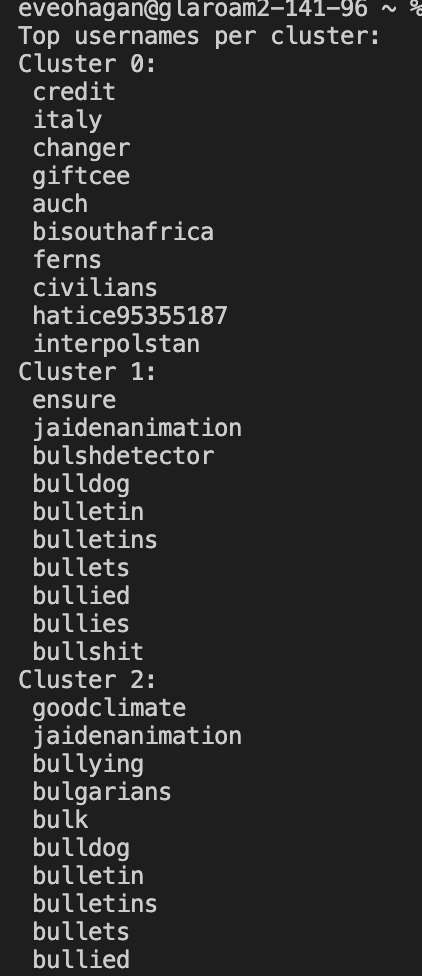 eveohagan@glaroam2-141-96 ~ %
Top usernames per cluster:
Cluster 0:
credit
italy
changer
giftcee
auch
bisouthafrica
ferns
civilians
hatice95355187
interpolstan
Cluster 1:
ensure
jaidenanimation
bulshdetector
bulldog
bulletin
bulletins
bullets
bullied
bullies
bullshit
Cluster 2:
goodclimate
jaidenanimation
bullying
bulgarians
bulk
bulldog
bulletin
bulletins
bullets
bullied